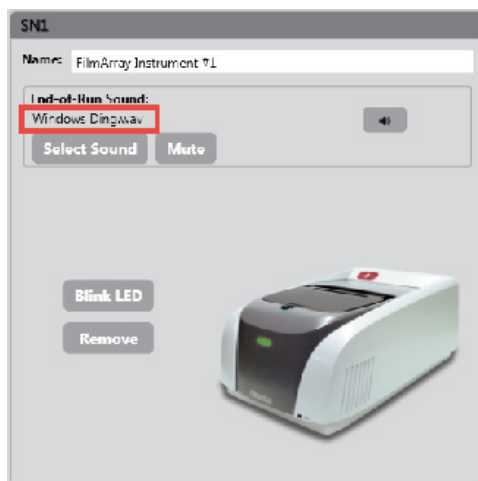 SN1
Name: FilmArray Instrument #1
End-of-Run Sound:
Windows Ding.wav
Select Sound Mute
Blink LED
Remove